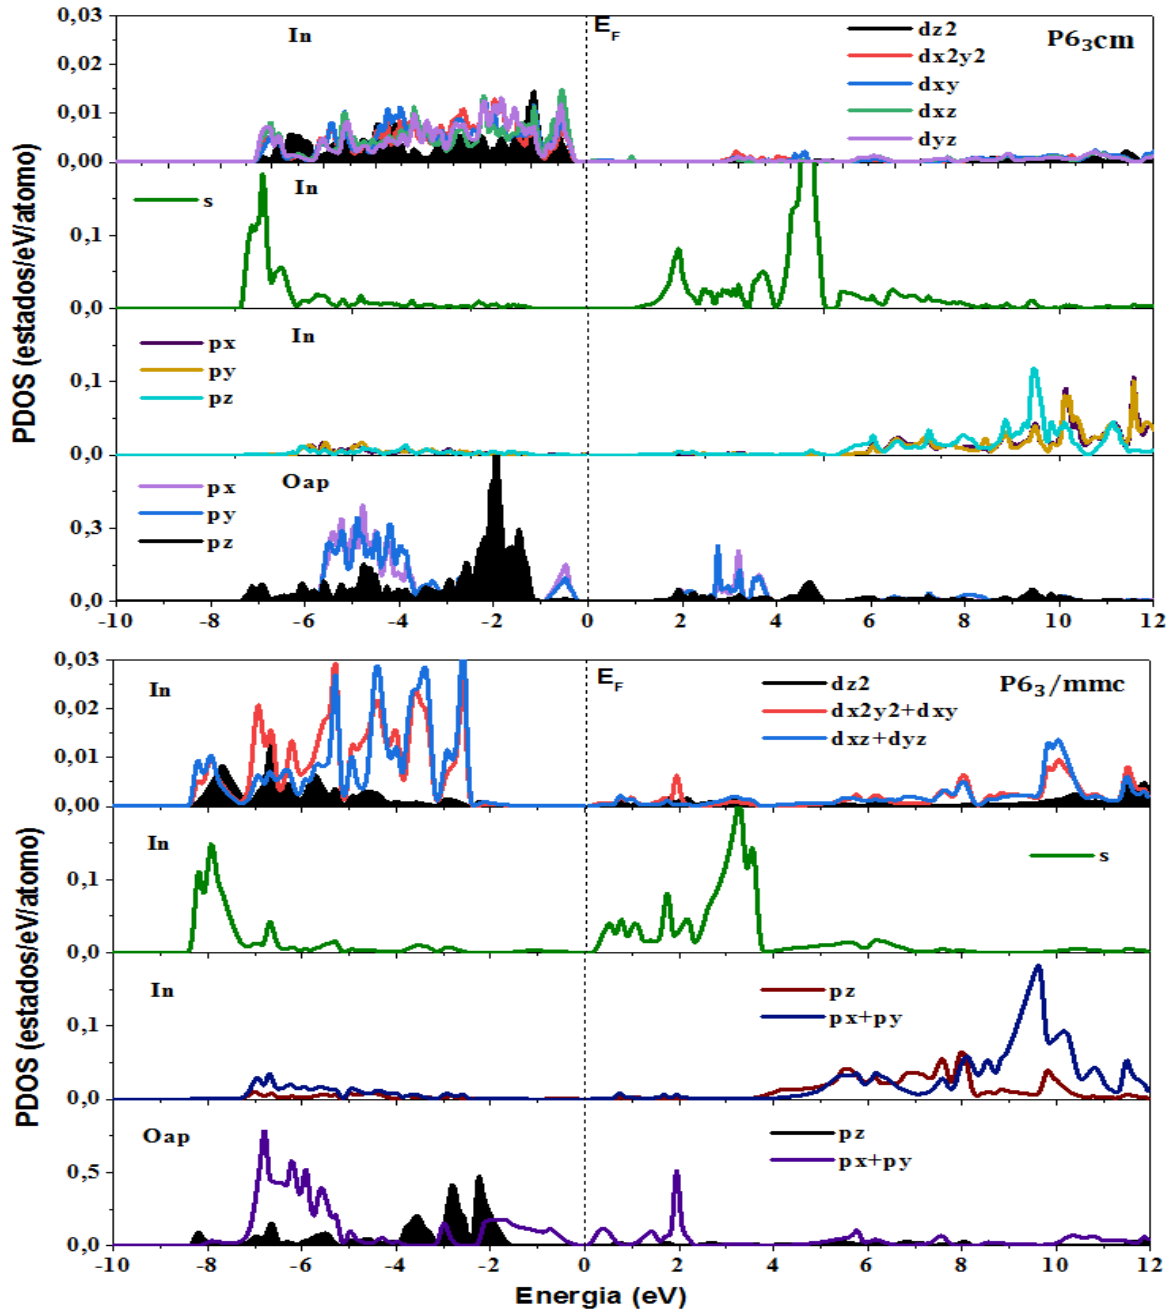 PDOS (estados/eV/atomo)
0,03
0,02
0,01
0,00
In
E_F
P6₃cm
dz2
dx2y2
dxy
dxz
dyz
0,1
0,0
s
In
0,1
0,0
In
px
py
pz
0,3
0,0
Oap
px
py
pz
-10
-8
-6
-4
-2
0
2
4
6
8
10
12
PDOS (estados/eV/atomo)
0,03
0,02
0,01
0,00
In
E_F
P6₃/mmc
dz2
dx2y2+dxy
dxz+dyz
0,1
0,0
In
s
0,1
0,0
In
pz
px+py
0,5
0,0
Oap
pz
px+py
-10
-8
-6
-4
-2
0
2
4
6
8
10
12
Energia (eV)